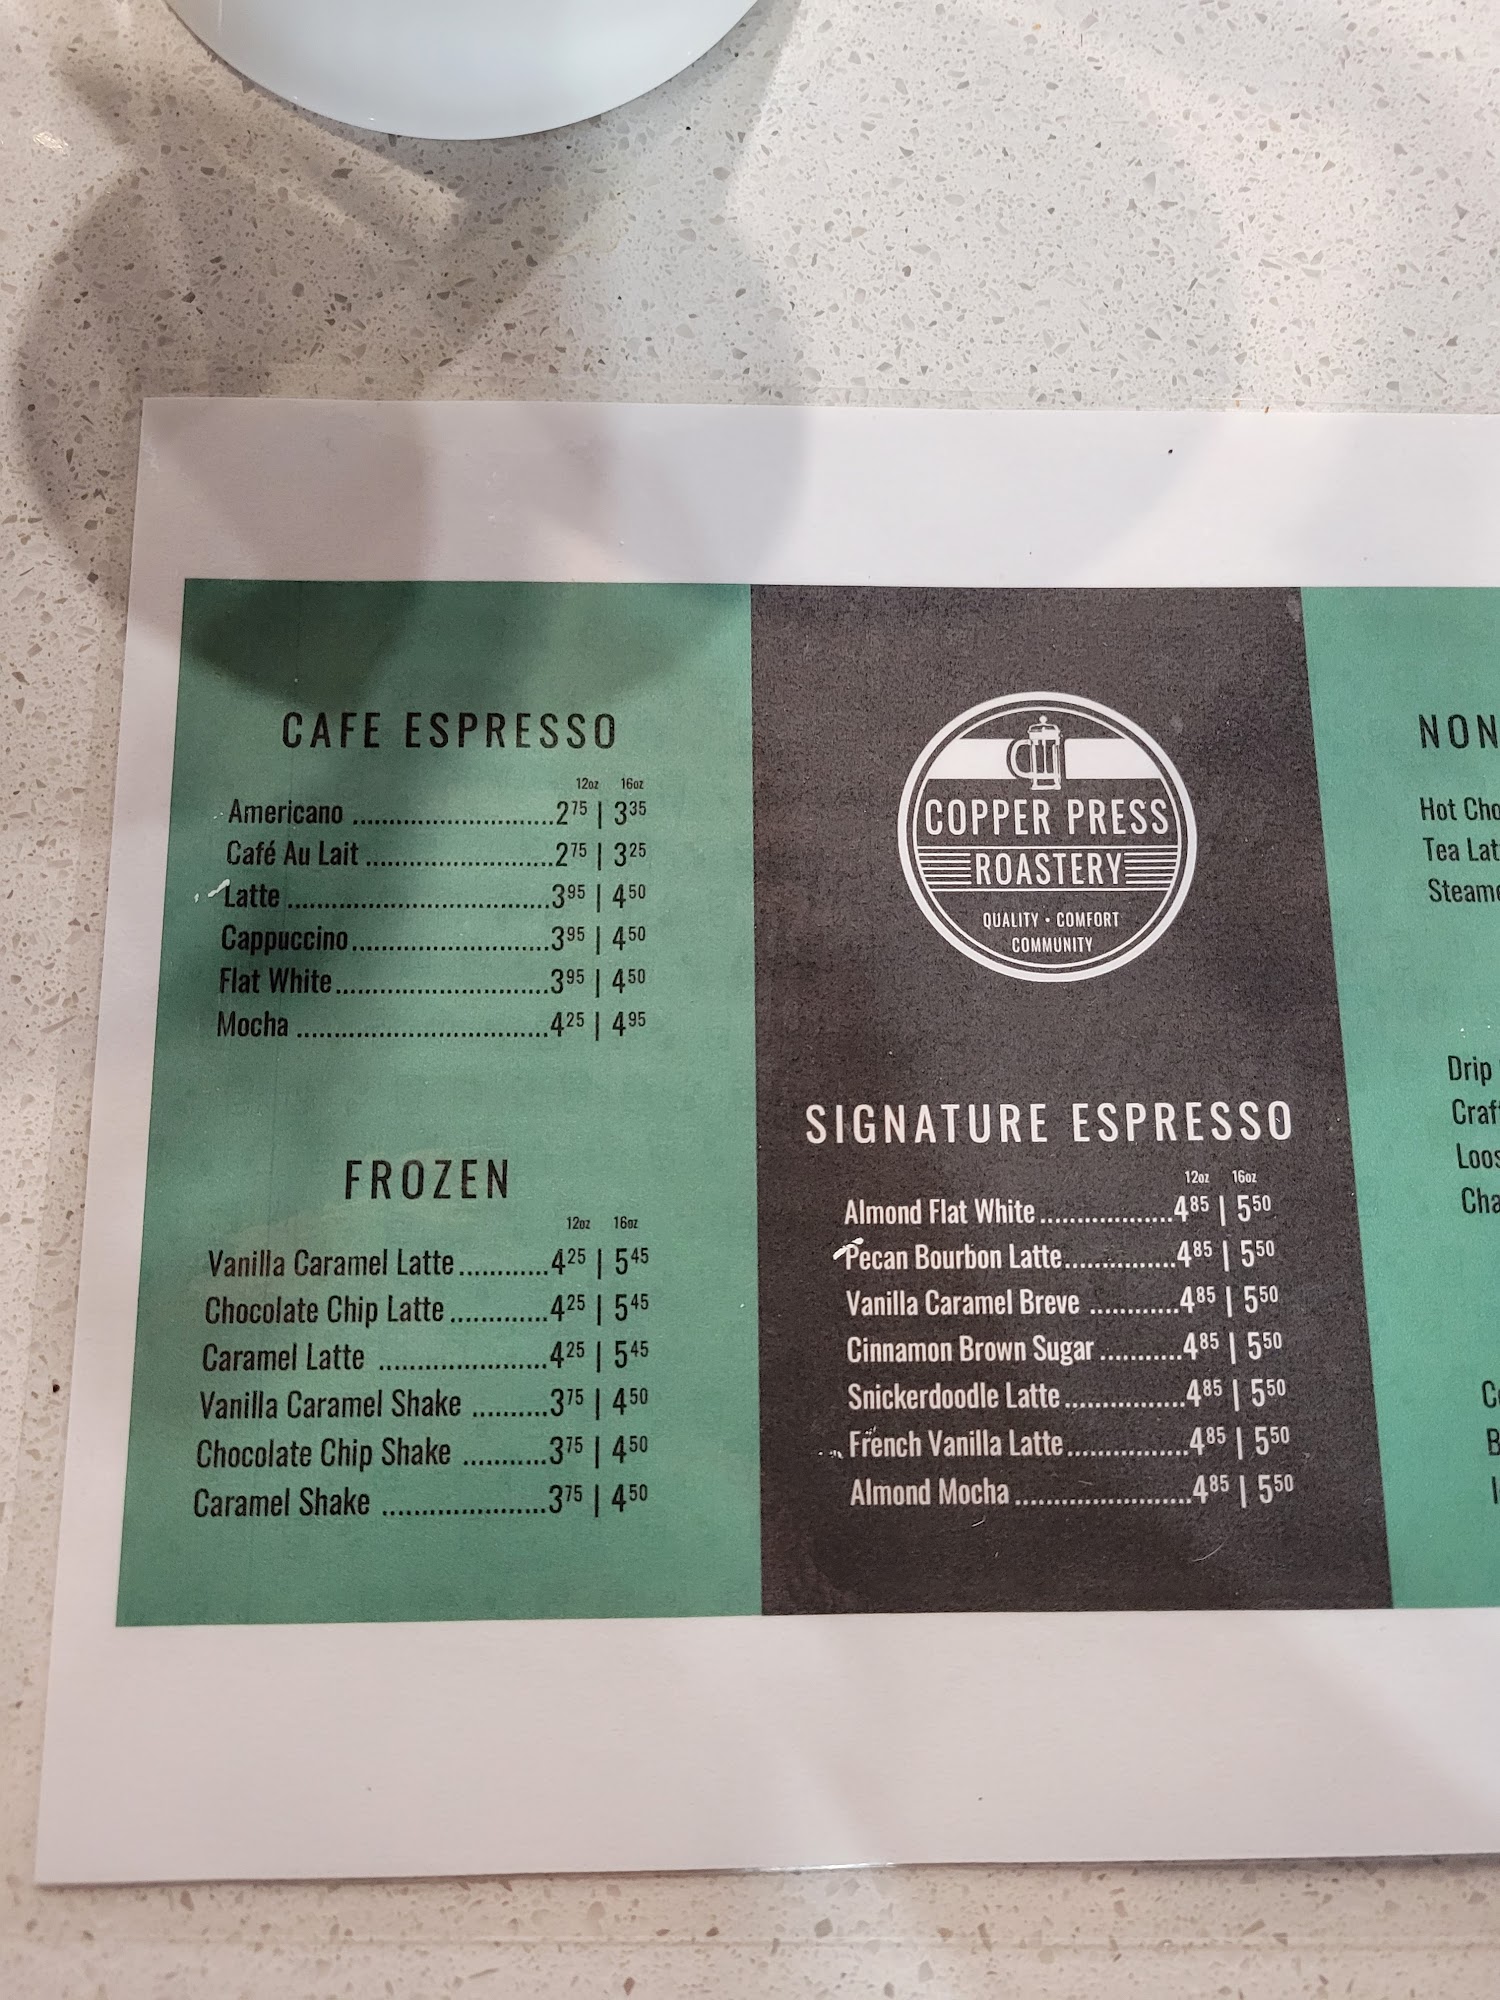 CAFE ESPRESSO
12oz 16oz
Americano ........................... 2.75 | 3.35
Café Au Lait ......................... 2.75 | 3.25
Latte ................................... 3.95 | 4.50
Cappuccino .......................... 3.95 | 4.50
Flat White ............................ 3.95 | 4.50
Mocha ................................. 4.25 | 4.95
FROZEN
12oz 16oz
Vanilla Caramel Latte ............ 4.25 | 5.45
Chocolate Chip Latte ............. 4.25 | 5.45
Caramel Latte ...................... 4.25 | 5.45
Vanilla Caramel Shake .......... 3.75 | 4.50
Chocolate Chip Shake ........... 3.75 | 4.50
Caramel Shake ...................... 3.75 | 4.50
COPPER PRESS
ROASTERY
QUALITY • COMFORT
COMMUNITY
SIGNATURE ESPRESSO
12oz 16oz
Almond Flat White .................. 4.85 | 5.50
Pecan Bourbon Latte ............... 4.85 | 5.50
Vanilla Caramel Breve ............ 4.85 | 5.50
Cinnamon Brown Sugar ........... 4.85 | 5.50
Snickerdoodle Latte ................ 4.85 | 5.50
French Vanilla Latte ................ 4.85 | 5.50
Almond Mocha ........................ 4.85 | 5.50
NON
Hot
Tea
Drip